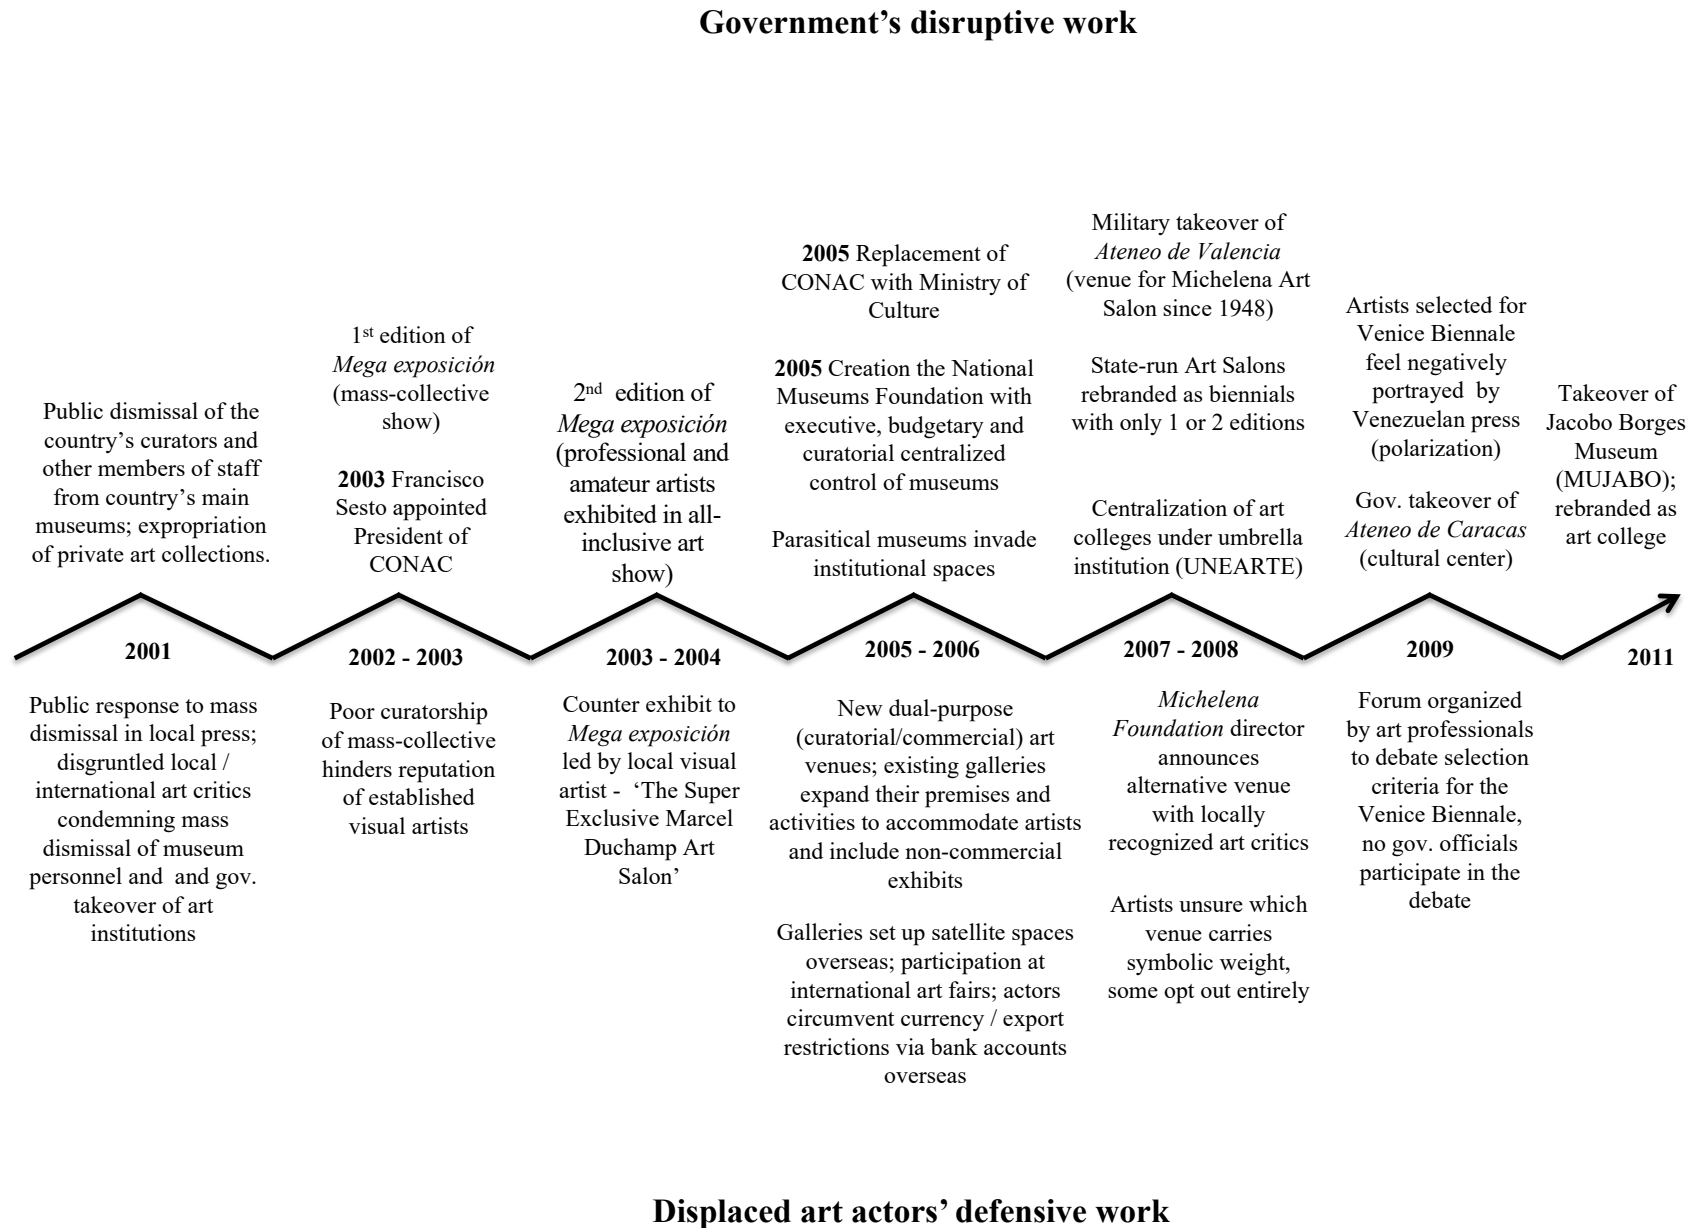 Government’s disruptive work
Public dismissal of the
country’s curators and
other members of staff
from country’s main
museums; expropriation
of private art collections.
1st edition of
Mega exposición
(mass-collective
show)
2003 Francisco
Sesto appointed
President of
CONAC
2nd edition of
Mega exposición
(professional and
amateur artists
exhibited in all-
inclusive art
show)
2005 Replacement of
CONAC with Ministry of
Culture
2005 Creation the National
Museums Foundation with
executive, budgetary and
curatorial centralized
control of museums
Parasitical museums invade
institutional spaces
Military takeover of
Ateneo de Valencia
(venue for Michelena Art
Salon since 1948)
State-run Art Salons
rebranded as biennials
with only 1 or 2 editions
Centralization of art
colleges under umbrella
institution (UNEARTE)
Artists selected for
Venice Biennale
feel negatively
portrayed by
Venezuelan press
(polarization)
Gov. takeover of
Ateneo de Caracas
(cultural center)
Takeover of
Jacobo Borges
Museum
(MUJABO);
rebranded as
art college
2001
2002 - 2003
2003 - 2004
2005 - 2006
2007 - 2008
2009
2011
Public response to mass
dismissal in local press;
disgruntled local /
international art critics
condemning mass
dismissal of museum
personnel and and gov.
takeover of art
institutions
Poor curatorship
of mass-collective
hinders reputation
of established
visual artists
Counter exhibit to
Mega exposición
led by local visual
artist - ‘The Super
Exclusive Marcel
Duchamp Art
Salon’
New dual-purpose
(curatorial/commercial) art
venues; existing galleries
expand their premises and
activities to accommodate artists
and include non-commercial
exhibits
Galleries set up satellite spaces
overseas; participation at
international art fairs; actors
circumvent currency / export
restrictions via bank accounts
overseas
Michelena
Foundation director
announces
alternative venue
with locally
recognized art critics
Artists unsure which
venue carries
symbolic weight,
some opt out entirely
Forum organized
by art professionals
to debate selection
criteria for the
Venice Biennale,
no gov. officials
participate in the
debate
Displaced art actors’ defensive work